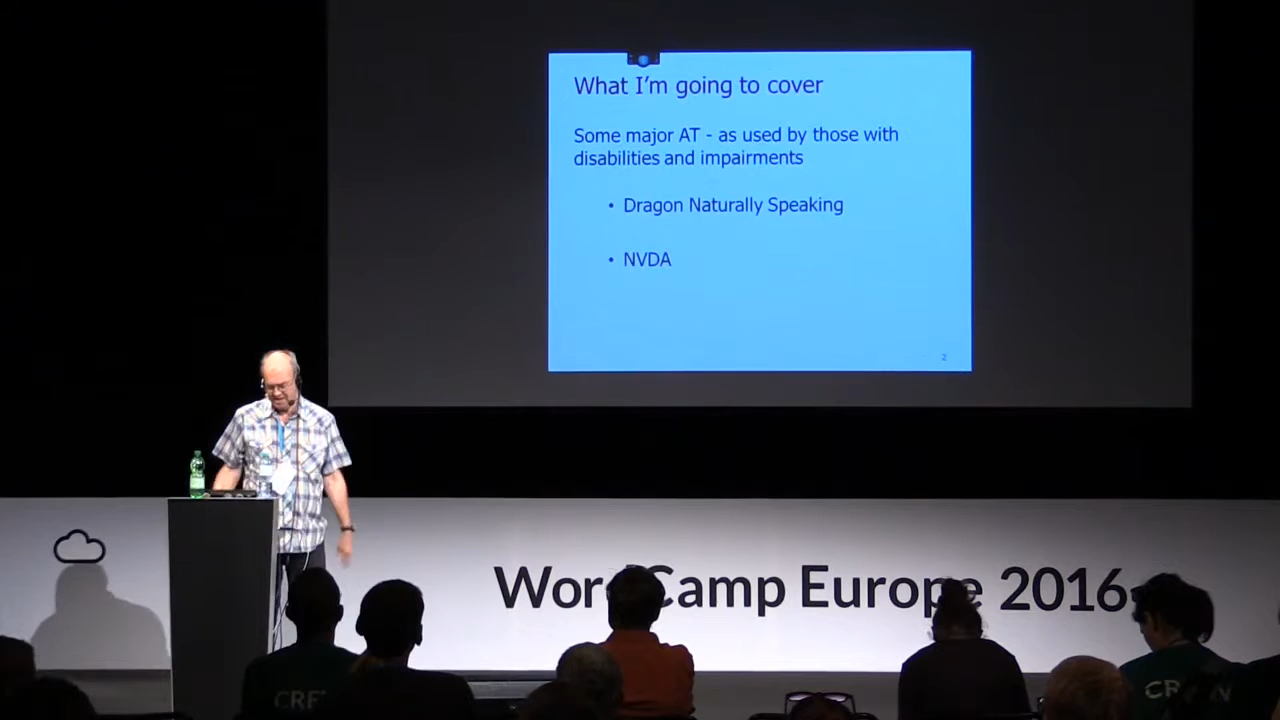 What I'm going to cover
Some major AT - as used by those with
disabilities and impairments
• Dragon Naturally Speaking
• NVDA
2
WordCamp Europe 2016